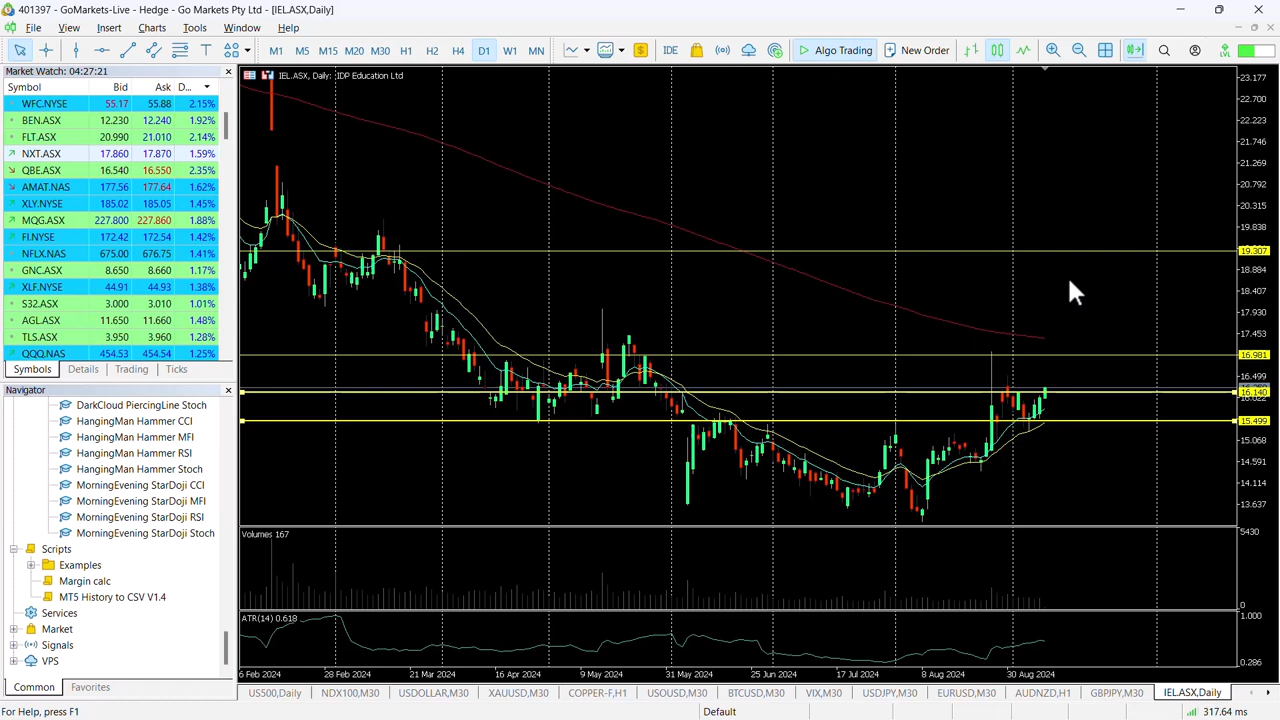 401397 - GoMarkets-Live - Hedge - Go Markets Pty Ltd - [IEL.ASX,Daily]
File View Insert Charts Tools Window Help
M1 M5 M15 M20 M30 H1 H2 H4 D1 W1 MN IDE Algo Trading New Order
Market Watch: 04:27:21
Symbol Bid Ask D...
WFC.NYSE 55.17 55.88 2.15%
BEN.ASX 12.230 12.240 1.92%
FLT.ASX 20.990 21.010 2.14%
NXT.ASX 17.860 17.870 1.59%
QBE.ASX 16.540 16.550 2.35%
AMAT.NAS 177.56 177.64 1.62%
XLY.NYSE 185.02 185.05 1.45%
MQG.ASX 227.800 227.860 1.88%
FI.NYSE 172.42 172.54 1.42%
NFLX.NAS 675.00 676.75 1.41%
GNC.ASX 8.650 8.660 1.17%
XLF.NYSE 44.91 44.93 1.38%
S32.ASX 3.000 3.010 1.01%
AGL.ASX 11.650 11.660 1.48%
TLS.ASX 3.950 3.960 1.28%
QQQ.NAS 454.53 454.54 1.25%
Symbols Details Trading Ticks
Navigator
DarkCloud PiercingLine Stoch
HangingMan Hammer CCI
HangingMan Hammer MFI
HangingMan Hammer RSI
HangingMan Hammer Stoch
MorningEvening StarDoji CCI
MorningEvening StarDoji MFI
MorningEvening StarDoji RSI
MorningEvening StarDoji Stoch
Scripts
Examples
Margin calc
MT5 History to CSV V1.4
Services
Market
Signals
VPS
Common Favorites
IEL.ASX, Daily: IDP Education Ltd
23.177
22.700
22.223
21.746
21.269
20.792
20.315
19.838
19.307
18.884
18.407
17.930
17.453
16.981
16.499
16.140
15.499
15.068
14.591
14.114
13.637
Volumes 167
5430
0
ATR(14) 0.618
1.000
0.286
6 Feb 2024 28 Feb 2024 21 Mar 2024 16 Apr 2024 9 May 2024 31 May 2024 25 Jun 2024 17 Jul 2024 8 Aug 2024 30 Aug 2024
US500,Daily NDX100,M30 USDOLLAR,M30 XAUUSD,M30 COPPER-F,H1 USOUSD,M30 BTCUSD,M30 VIX,M30 USDJPY,M30 EURUSD,M30 AUDNZD,H1 GBPJPY,M30 IEL.ASX,Daily
For Help, press F1 Default 317.64 ms